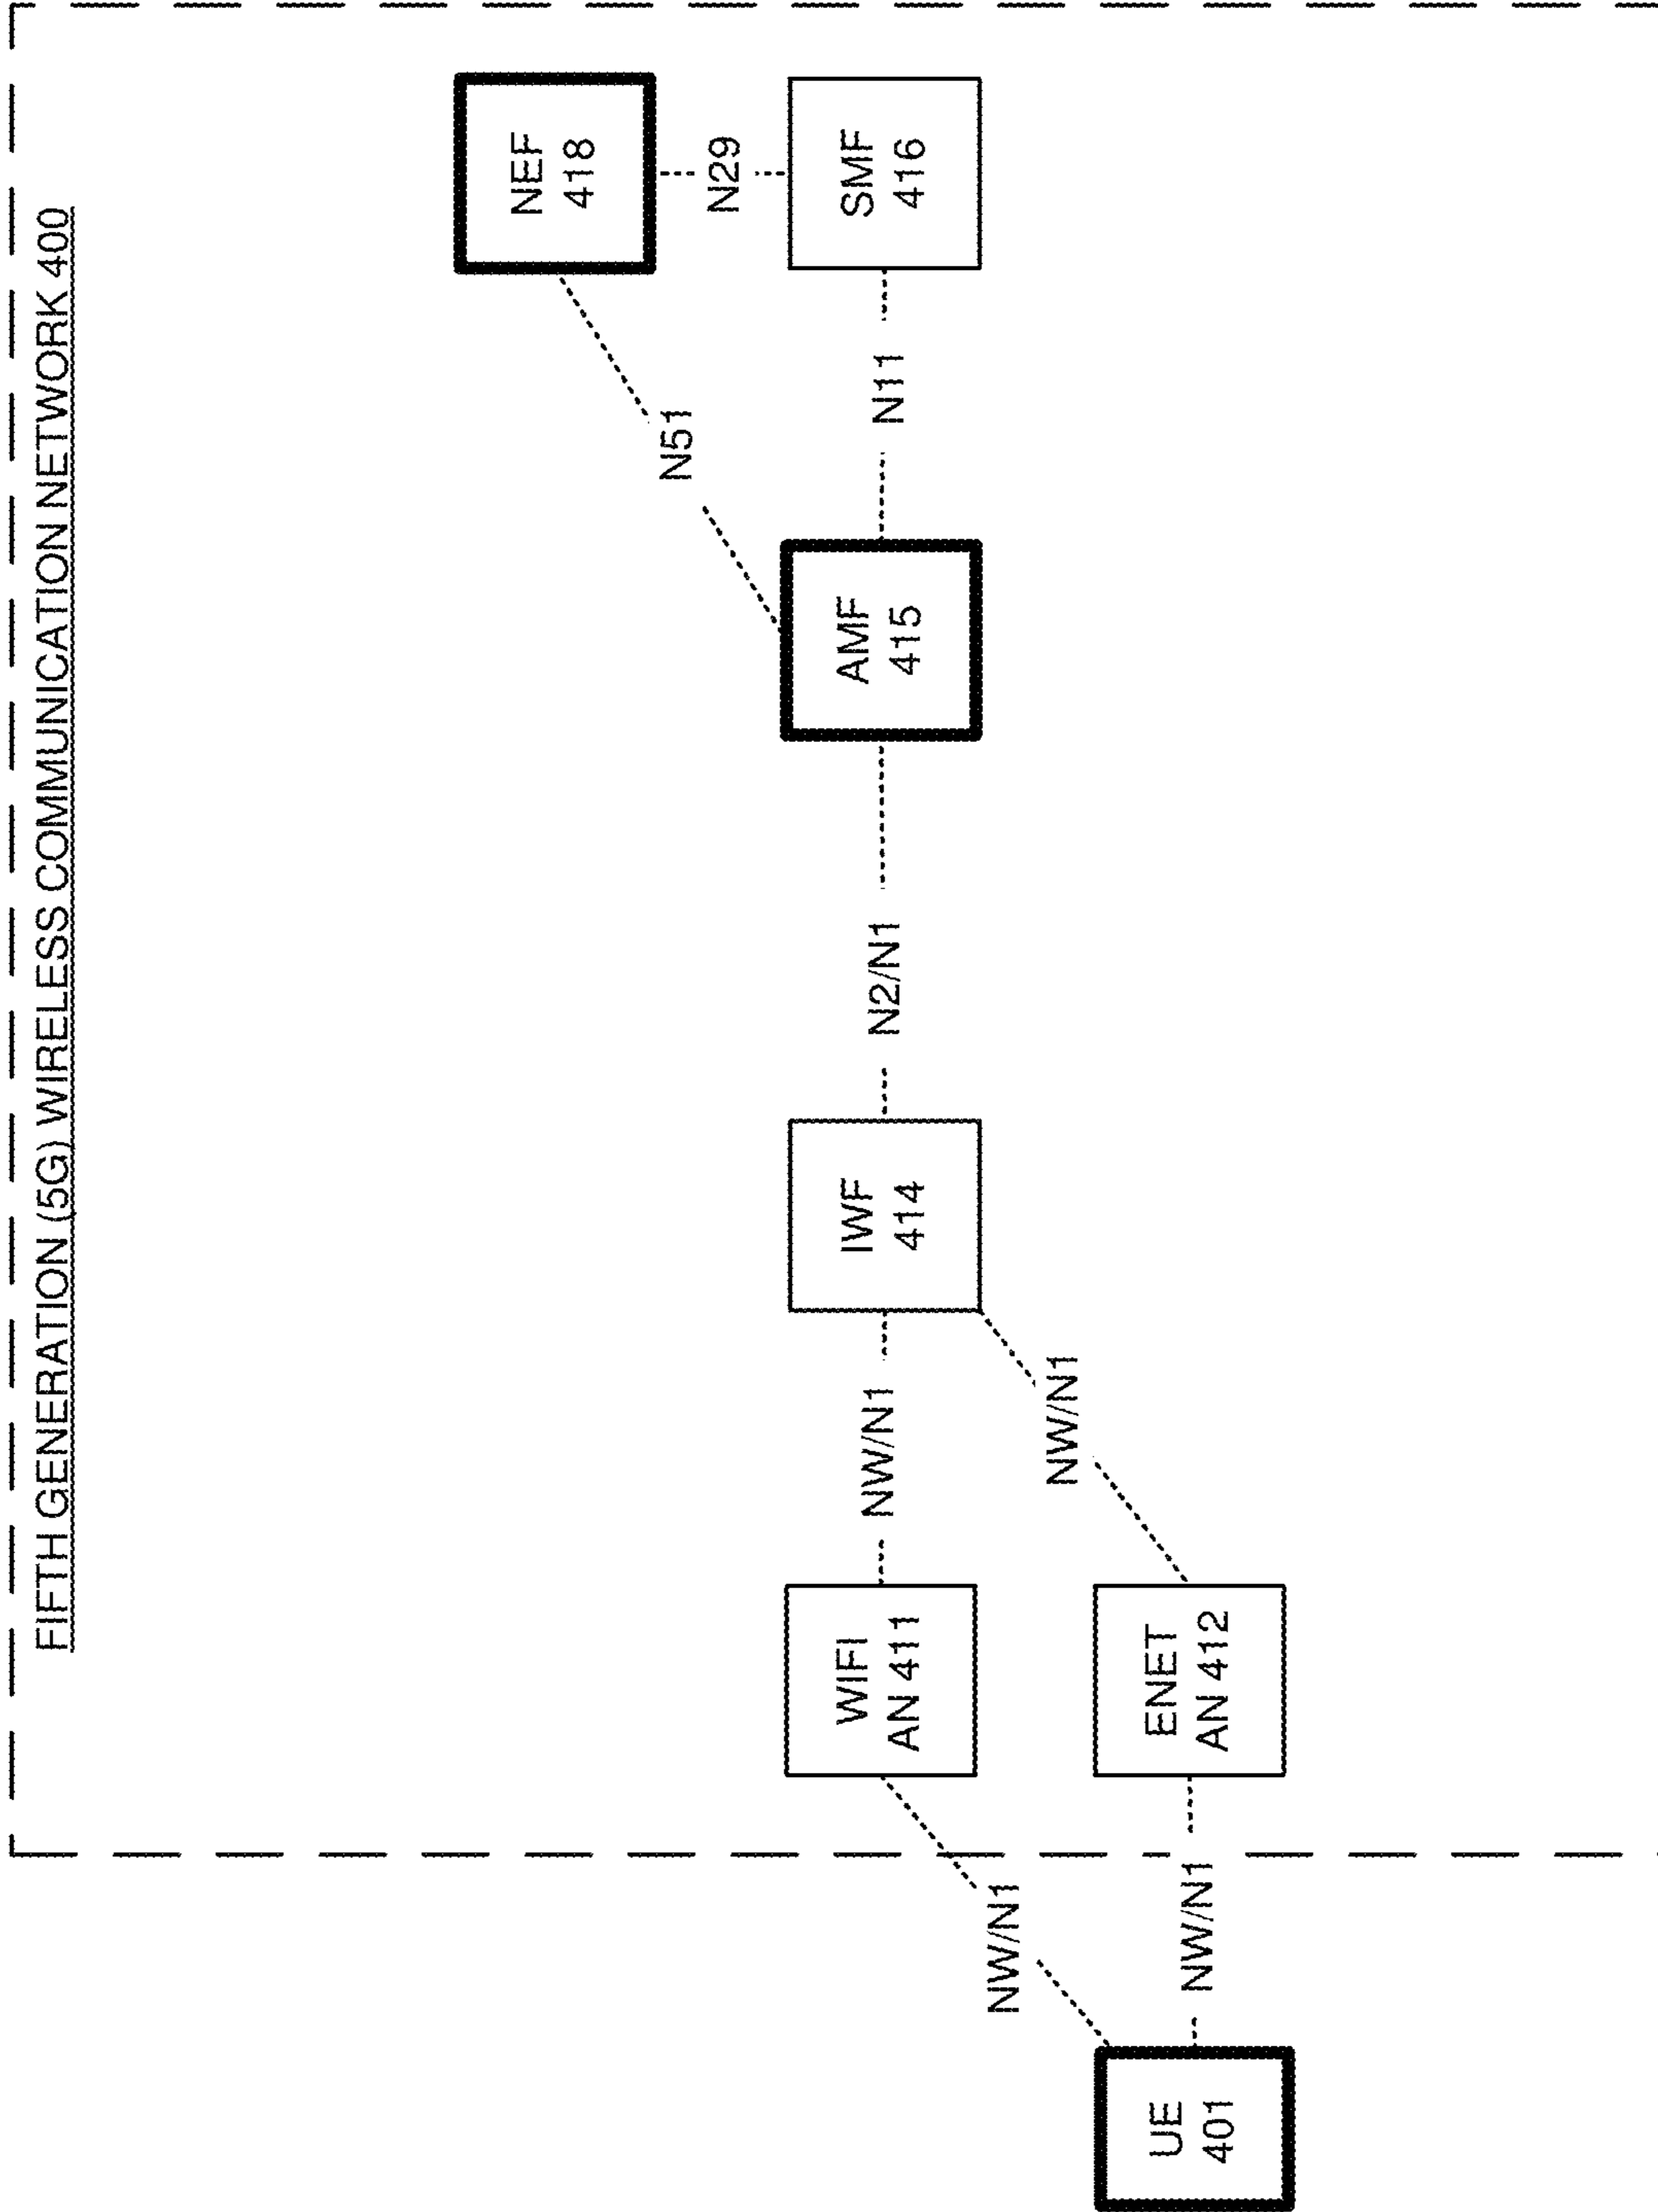 FIFTH GENERATION (5G) WIRELESS COMMUNICATION NETWORK 400
NEF
418
N51
N29
WIFI
AN 411
NW/N1
IWF
414
N2/N1
AMF
415
N11
SMF
416
NW/N1
NW/N1
UE
401
NW/N1
ENET
AN 412